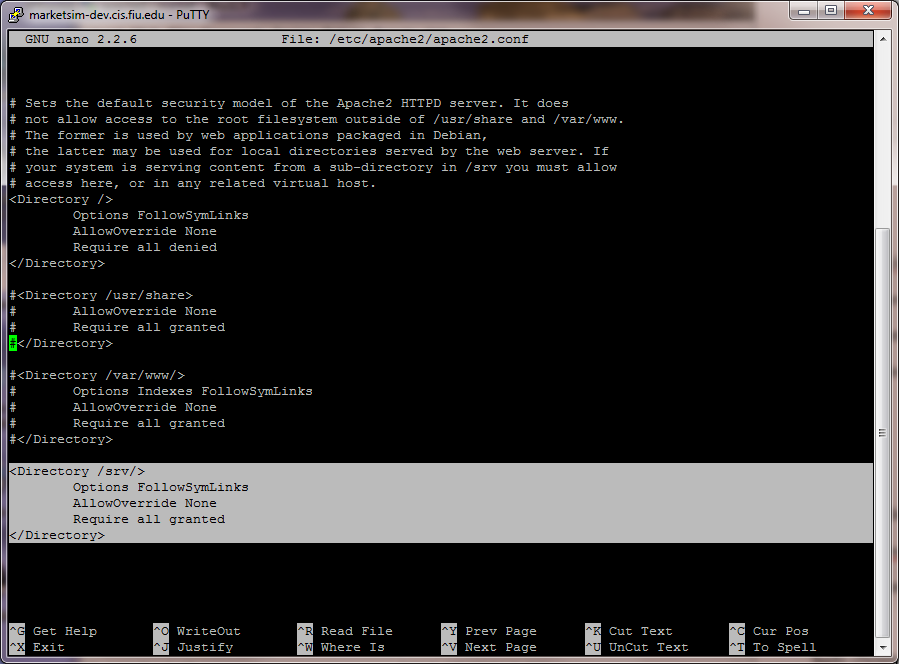 marketsim-dev.cis.fiu.edu - PuTTY
GNU nano 2.2.6 File: /etc/apache2/apache2.conf
# Sets the default security model of the Apache2 HTTPD server. It does
# not allow access to the root filesystem outside of /usr/share and /var/www.
# The former is used by web applications packaged in Debian,
# the latter may be used for local directories served by the web server. If
# your system is serving content from a sub-directory in /srv you must allow
# access here, or in any related virtual host.
<Directory />
        Options FollowSymLinks
        AllowOverride None
        Require all denied
</Directory>
#<Directory /usr/share>
#       AllowOverride None
#       Require all granted
#</Directory>
#<Directory /var/www/>
#       Options Indexes FollowSymLinks
#       AllowOverride None
#       Require all granted
#</Directory>
<Directory /srv/>
        Options FollowSymLinks
        AllowOverride None
        Require all granted
</Directory>
^G Get Help ^O WriteOut ^R Read File ^Y Prev Page ^K Cut Text ^C Cur Pos
^X Exit ^J Justify ^W Where Is ^V Next Page ^U UnCut Text ^T To Spell